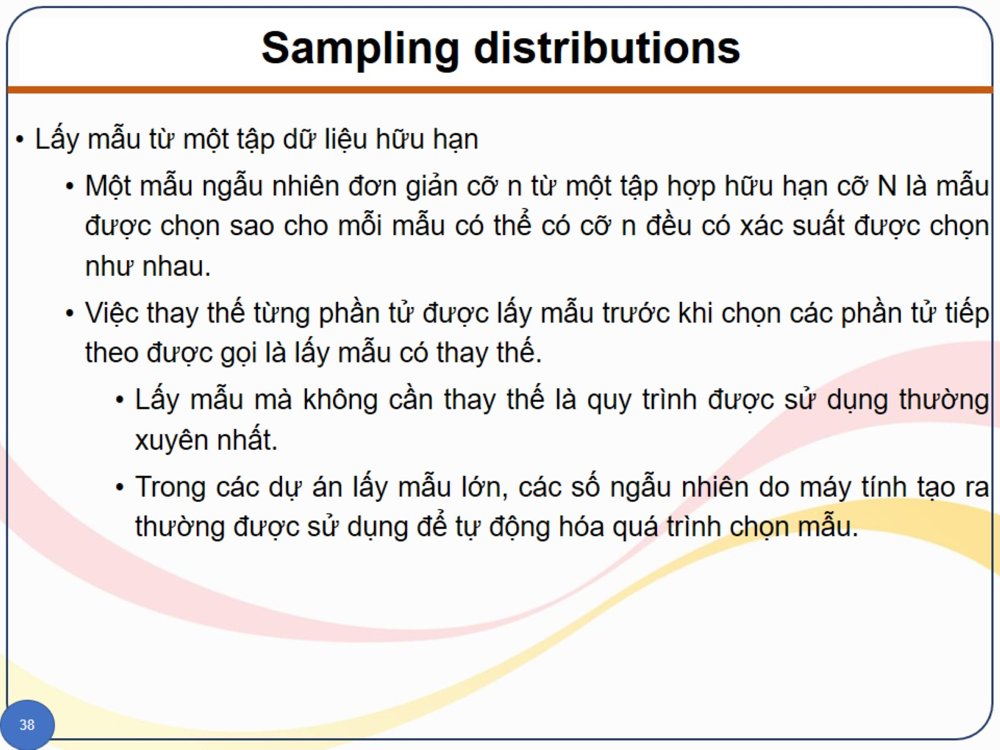 Sampling distributions
• Lấy mẫu từ một tập dữ liệu hữu hạn
• Một mẫu ngẫu nhiên đơn giản cỡ n từ một tập hợp hữu hạn cỡ N là mẫu
được chọn sao cho mỗi mẫu có thể có cỡ n đều có xác suất được chọn
như nhau.
• Việc thay thế từng phần tử được lấy mẫu trước khi chọn các phần tử tiếp
theo được gọi là lấy mẫu có thay thế.
• Lấy mẫu mà không cần thay thế là quy trình được sử dụng thường
xuyên nhất.
• Trong các dự án lấy mẫu lớn, các số ngẫu nhiên do máy tính tạo ra
thường được sử dụng để tự động hóa quá trình chọn mẫu.
38